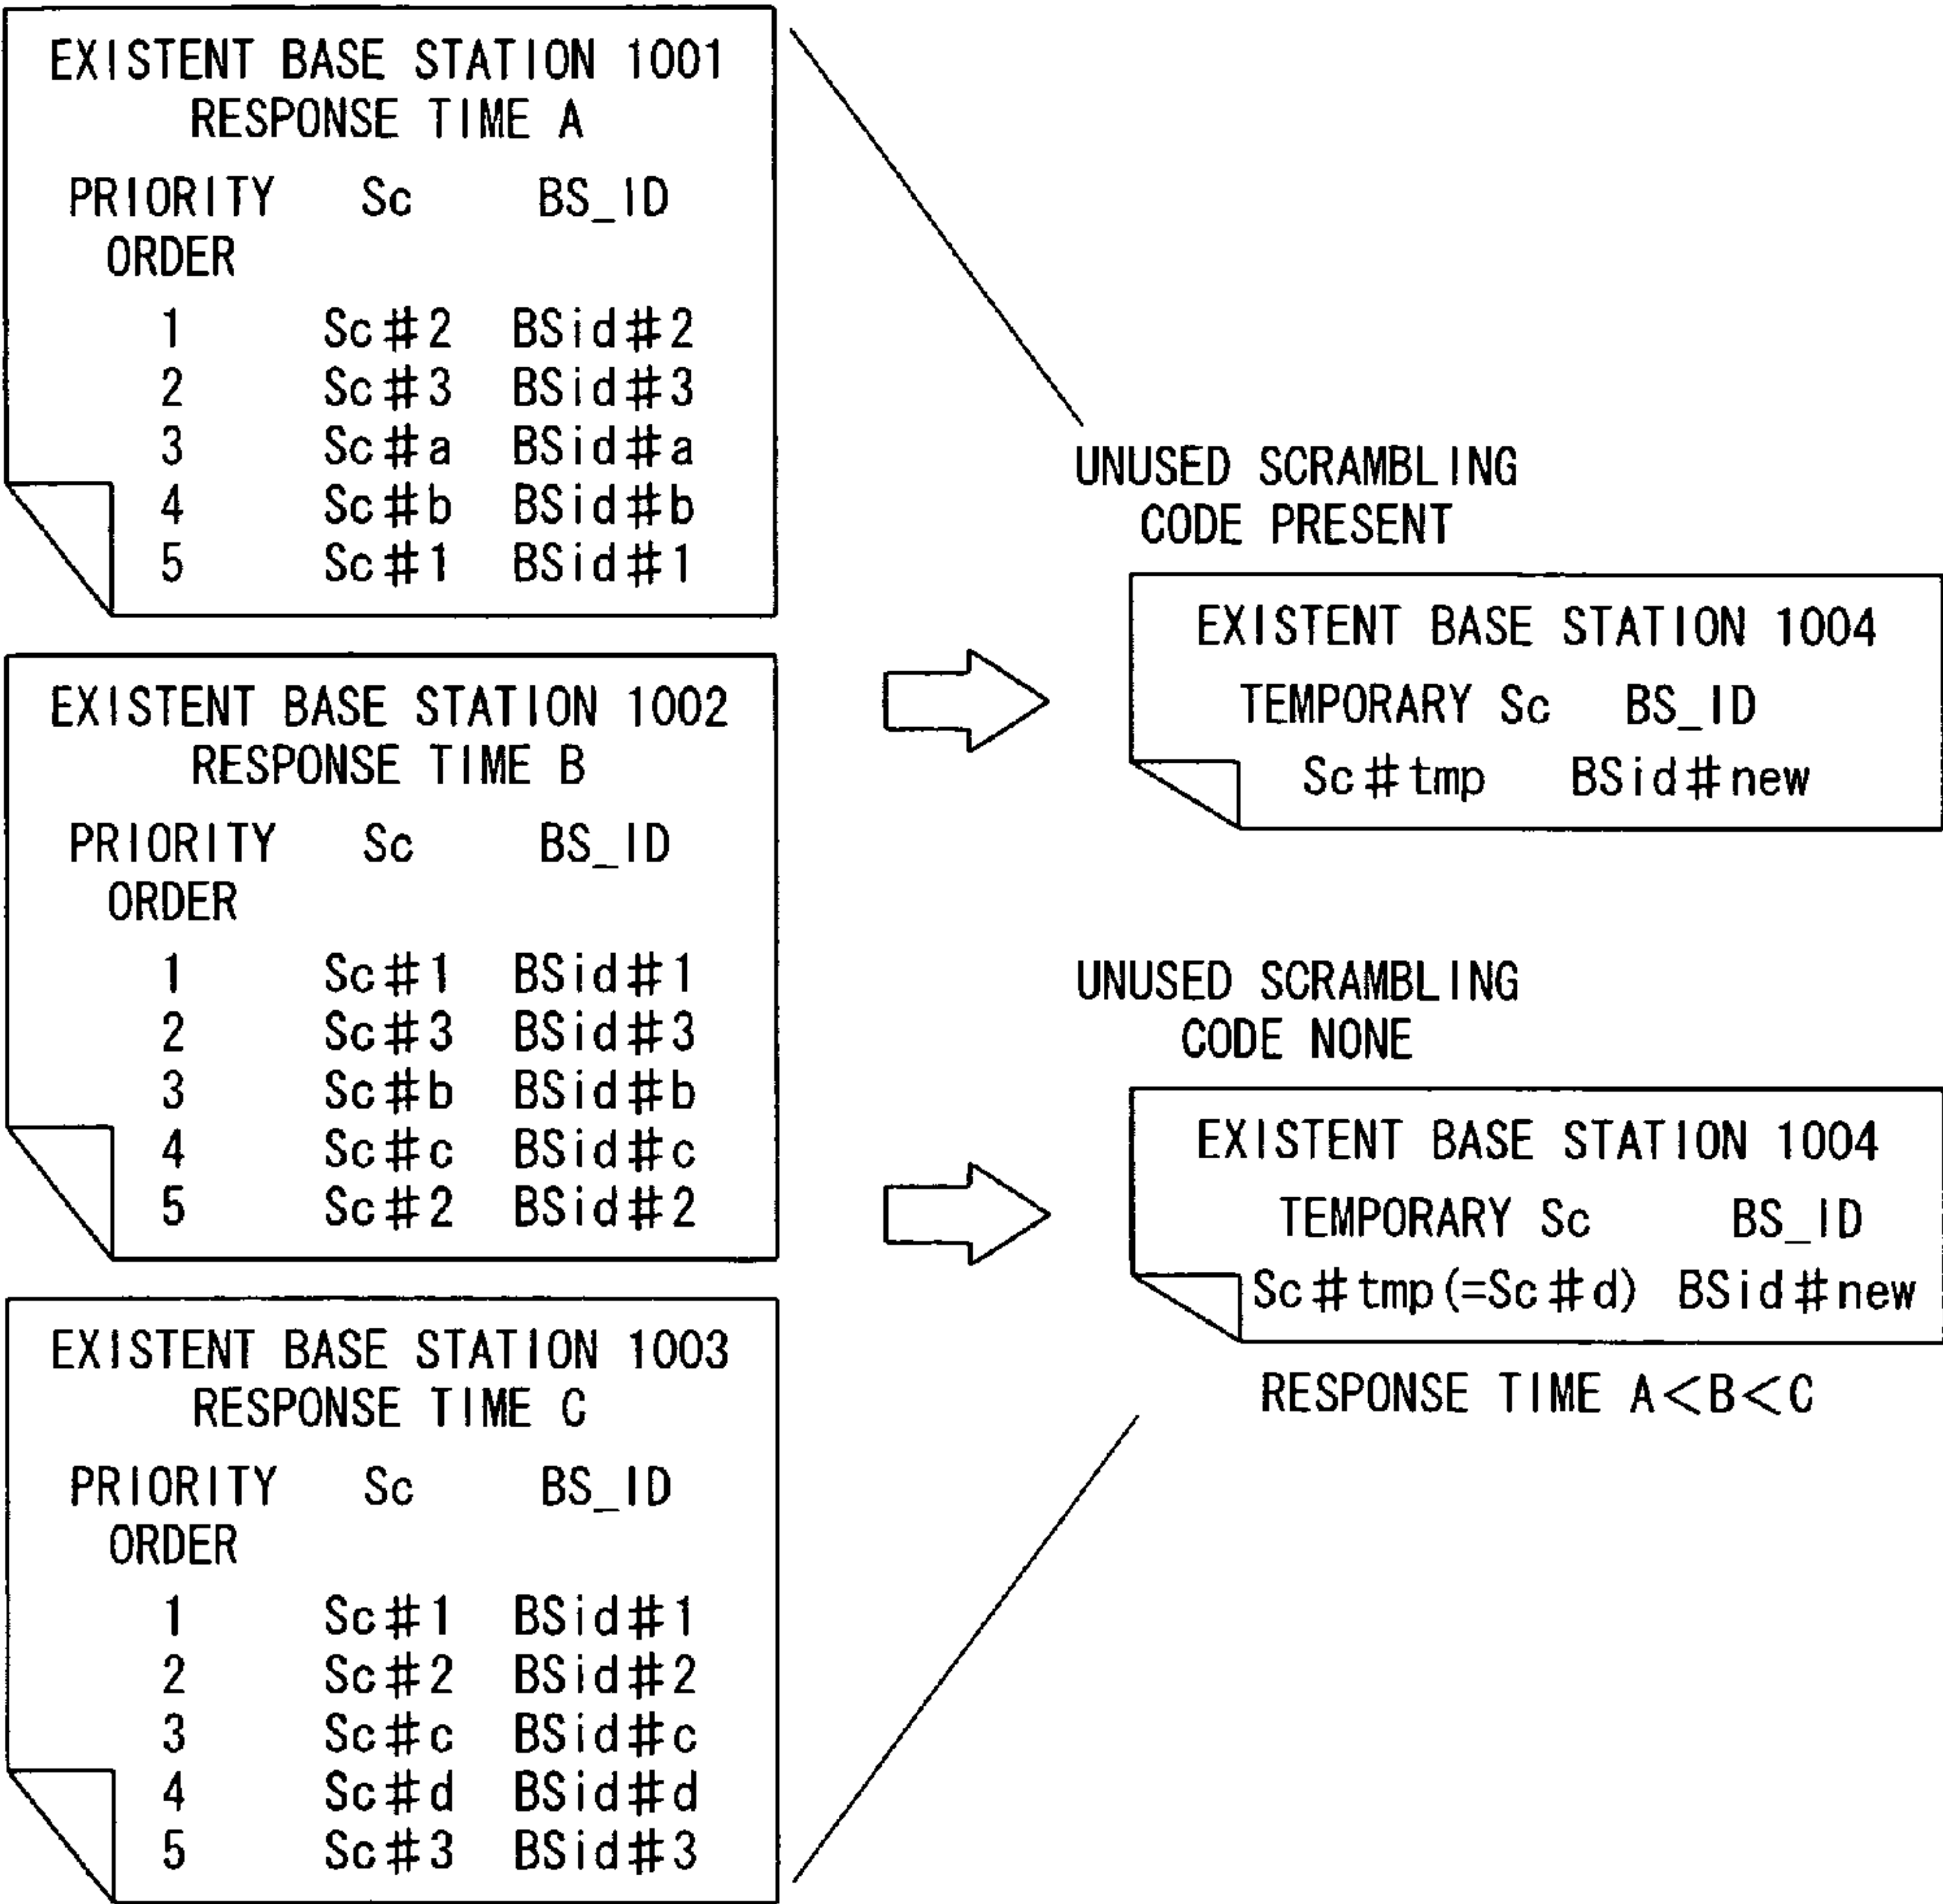 EXISTENT BASE STATION 1001
RESPONSE TIME A
PRIORITY Sc BS_ID
ORDER
1 Sc#2 BSid#2
2 Sc#3 BSid#3
3 Sc#a BSid#a
4 Sc#b BSid#b
5 Sc#1 BSid#1
EXISTENT BASE STATION 1002
RESPONSE TIME B
PRIORITY Sc BS_ID
ORDER
1 Sc#1 BSid#1
2 Sc#3 BSid#3
3 Sc#b BSid#b
4 Sc#c BSid#c
5 Sc#2 BSid#2
EXISTENT BASE STATION 1003
RESPONSE TIME C
PRIORITY Sc BS_ID
ORDER
1 Sc#1 BSid#1
2 Sc#2 BSid#2
3 Sc#c BSid#c
4 Sc#d BSid#d
5 Sc#3 BSid#3
UNUSED SCRAMBLING
CODE PRESENT
EXISTENT BASE STATION 1004
TEMPORARY Sc BS_ID
Sc#tmp BSid#new
UNUSED SCRAMBLING
CODE NONE
EXISTENT BASE STATION 1004
TEMPORARY Sc BS_ID
Sc#tmp(=Sc#d) BSid#new
RESPONSE TIME A<B<C